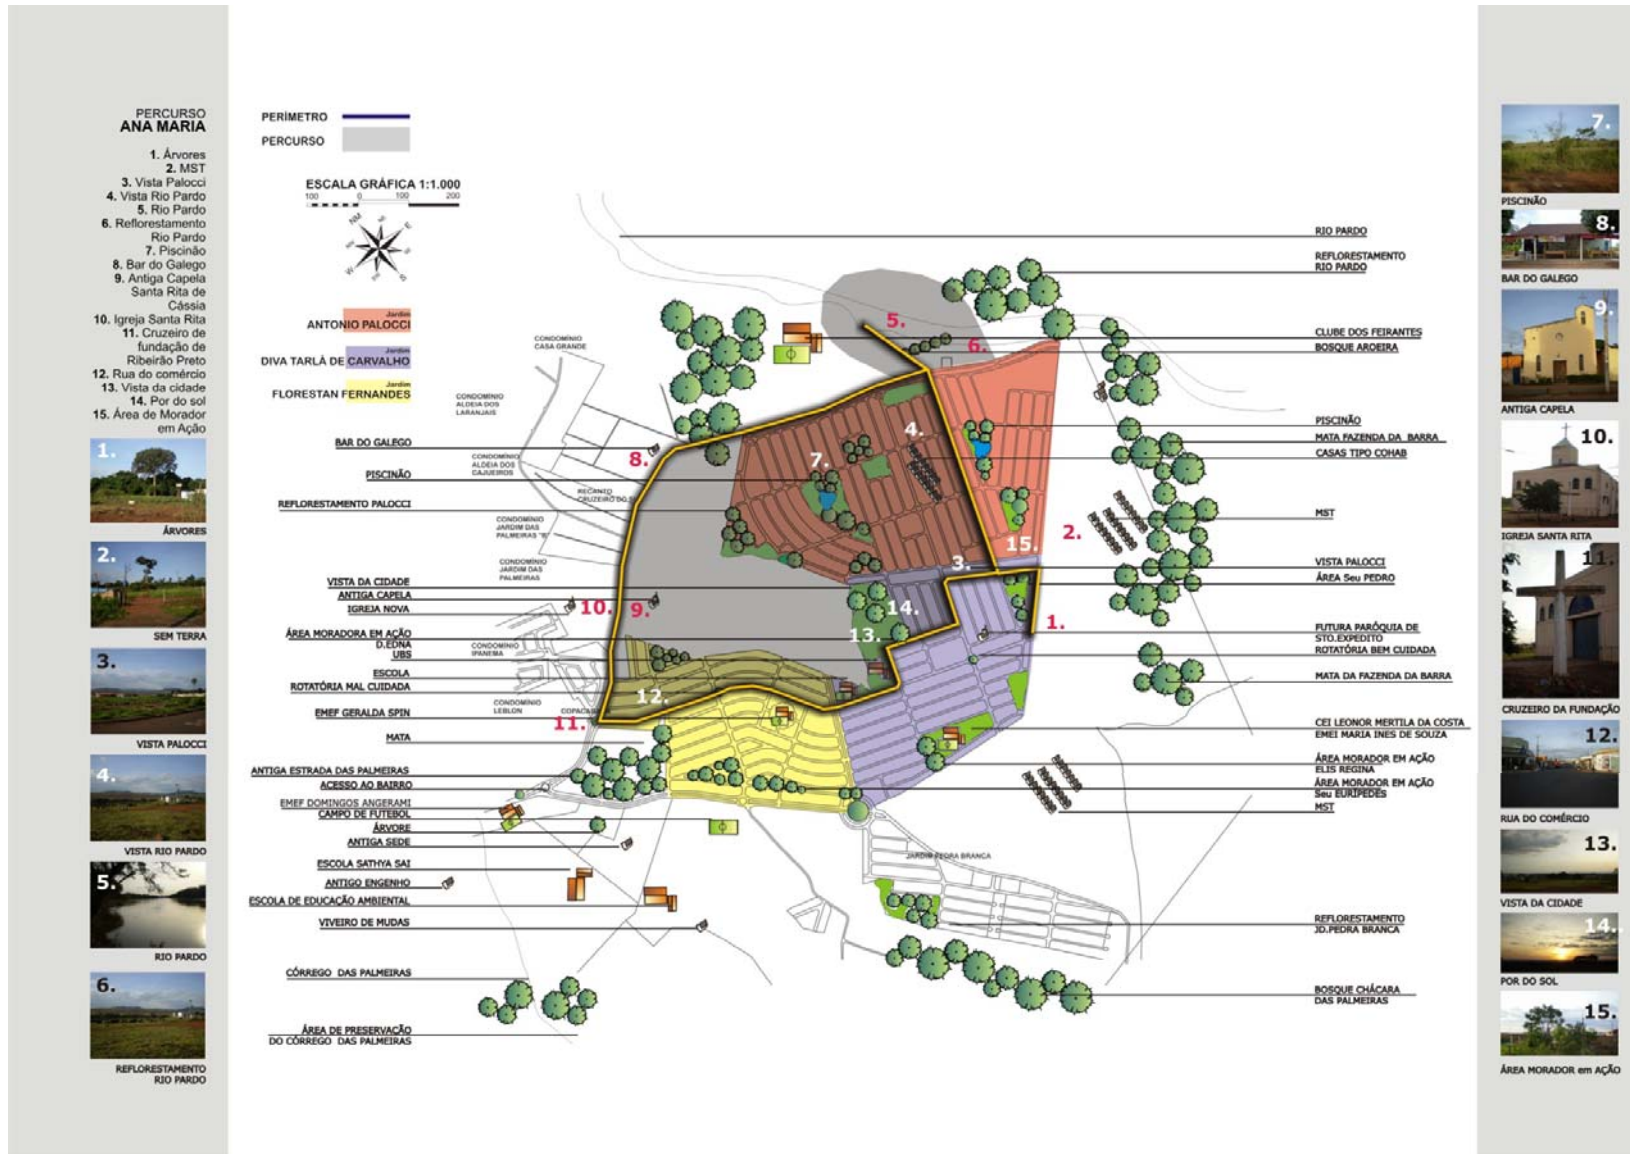 PERCURSO
ANA MARIA
1. Árvores
2. MST
3. Vista Palocci
4. Vista Rio Pardo
5. Rio Pardo
6. Reflorestamento
Rio Pardo
7. Piscinão
8. Bar do Galego
9. Antiga Capela
Santa Rita de
Cássia
10. Igreja Santa Rita
11. Cruzeiro de
fundação de
Ribeirão Preto
12. Rua do comércio
13. Vista da cidade
14. Por do sol
15. Área de Morador
em Ação
1.
ÁRVORES
2.
SEM TERRA
3.
VISTA PALOCCI
4.
VISTA RIO PARDO
5.
RIO PARDO
6.
REFLORESTAMENTO
RIO PARDO
PERÍMETRO
PERCURSO
ESCALA GRÁFICA 1:1.000
100 0 100 200
Jardim
ANTONIO PALOCCI
Jardim
DIVA TARLÁ DE CARVALHO
Jardim
FLORESTAN FERNANDES
BAR DO GALEGO
PISCINÃO
REFLORESTAMENTO PALOCCI
VISTA DA CIDADE
ANTIGA CAPELA
IGREJA NOVA
ÁREA MORADORA EM AÇÃO
D.EDNA
UBS
ESCOLA
ROTATÓRIA MAL CUIDADA
EMEF GERALDA SPIN
MATA
ANTIGA ESTRADA DAS PALMEIRAS
ACESSO AO BAIRRO
EMEF DOMINGOS ANGERAMI
CAMPO DE FUTEBOL
ÁRVORE
ANTIGA SEDE
ESCOLA SATHYA SAI
ANTIGO ENGENHO
ESCOLA DE EDUCAÇÃO AMBIENTAL
VIVEIRO DE MUDAS
CÓRREGO DAS PALMEIRAS
ÁREA DE PRESERVAÇÃO
DO CÓRREGO DAS PALMEIRAS
CONDOMÍNIO
CASA GRANDE
CONDOMÍNIO
ALDEIA DOS
LARANJAIS
CONDOMÍNIO
ALDEIA DOS
CAJUEIROS
RECANTO
CRUZEIRO DO
CONDOMÍNIO
JARDIM DAS
PALMEIRAS "B"
CONDOMÍNIO
JARDIM DAS
PALMEIRAS
CONDOMÍNIO
IPANEMA
CONDOMÍNIO
LEBLON
JARDIM PEDRA BRANCA
5.
6.
4.
8.
7.
2.
15.
3.
10.
9.
14.
1.
13.
12.
11.
RIO PARDO
REFLORESTAMENTO
RIO PARDO
CLUBE DOS FEIRANTES
BOSQUE AROEIRA
PISCINÃO
MATA FAZENDA DA BARRA
CASAS TIPO COHAB
MST
VISTA PALOCCI
ÁREA Seu PEDRO
FUTURA PARÓQUIA DE
STO.EXPEDITO
ROTATÓRIA BEM CUIDADA
MATA DA FAZENDA DA BARRA
CEI LEONOR MERTILA DA COSTA
EMEI MARIA INES DE SOUZA
ÁREA MORADOR EM AÇÃO
ELIS REGINA
ÁREA MORADOR EM AÇÃO
Seu EURÍPEDES
MST
REFLORESTAMENTO
JD.PEDRA BRANCA
BOSQUE CHÁCARA
DAS PALMEIRAS
7.
PISCINÃO
8.
BAR DO GALEGO
9.
ANTIGA CAPELA
10.
IGREJA SANTA RITA
11.
CRUZEIRO DA FUNDAÇÃO
12.
RUA DO COMÉRCIO
13.
VISTA DA CIDADE
14.
POR DO SOL
15.
ÁREA MORADOR em AÇÃO